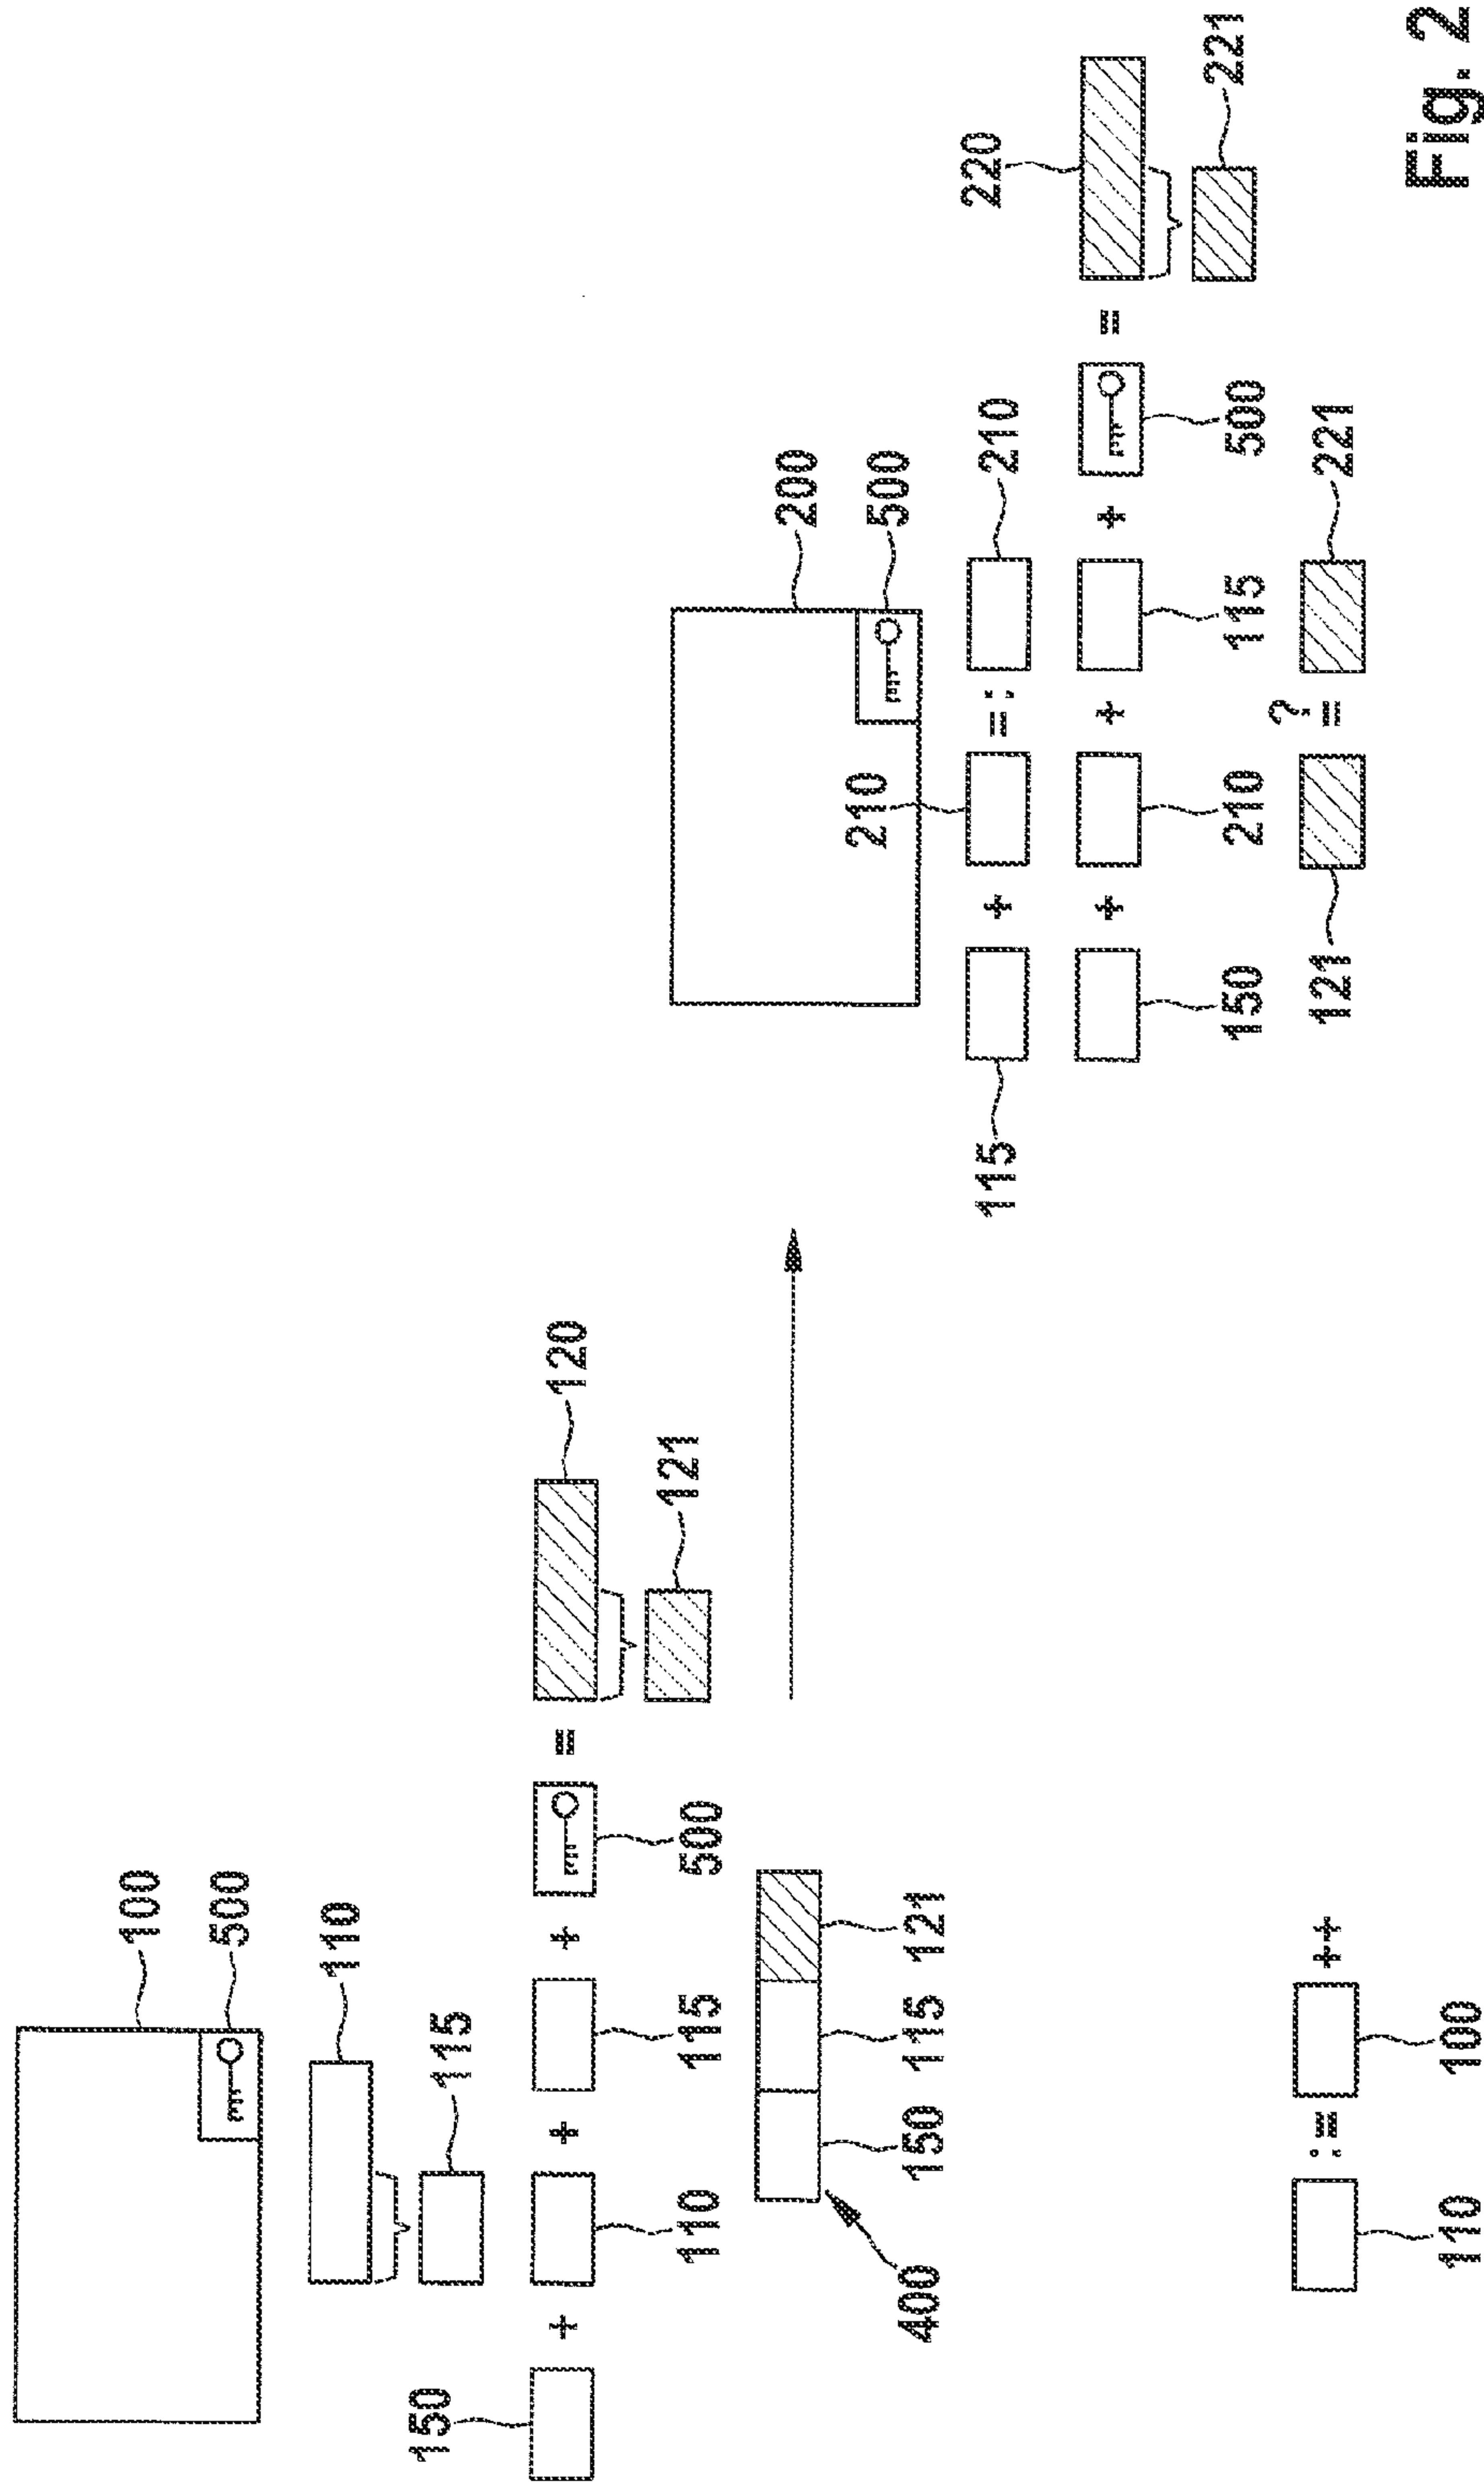 100
500
110
150
115
+ + + = 120
110 115 500 121
400 150 115 121
:= ++
110 100
200
500
210 210
115 + =:
220
+ + + =
150 210 115 500 221
?
121 = 221
Fig. 2